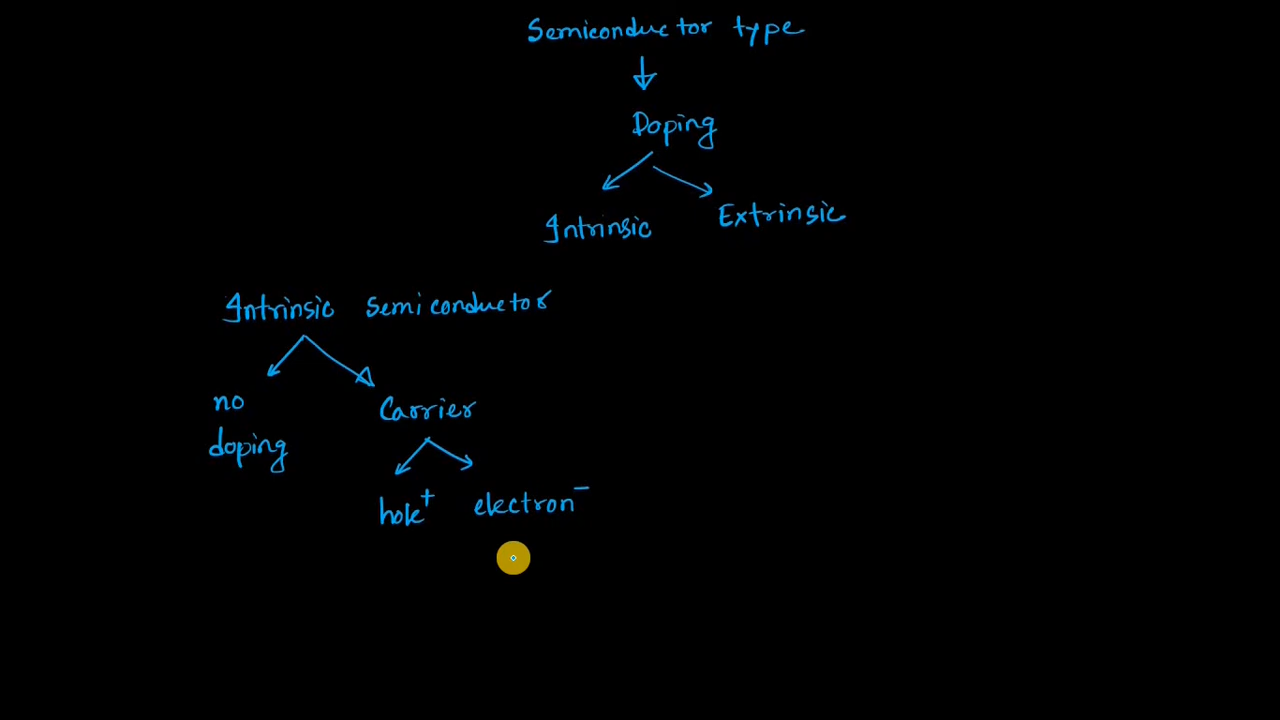 Semiconductor type
Doping
Intrinsic Extrinsic
Intrinsic semiconductor
no
doping
Carrier
hole+ electron−